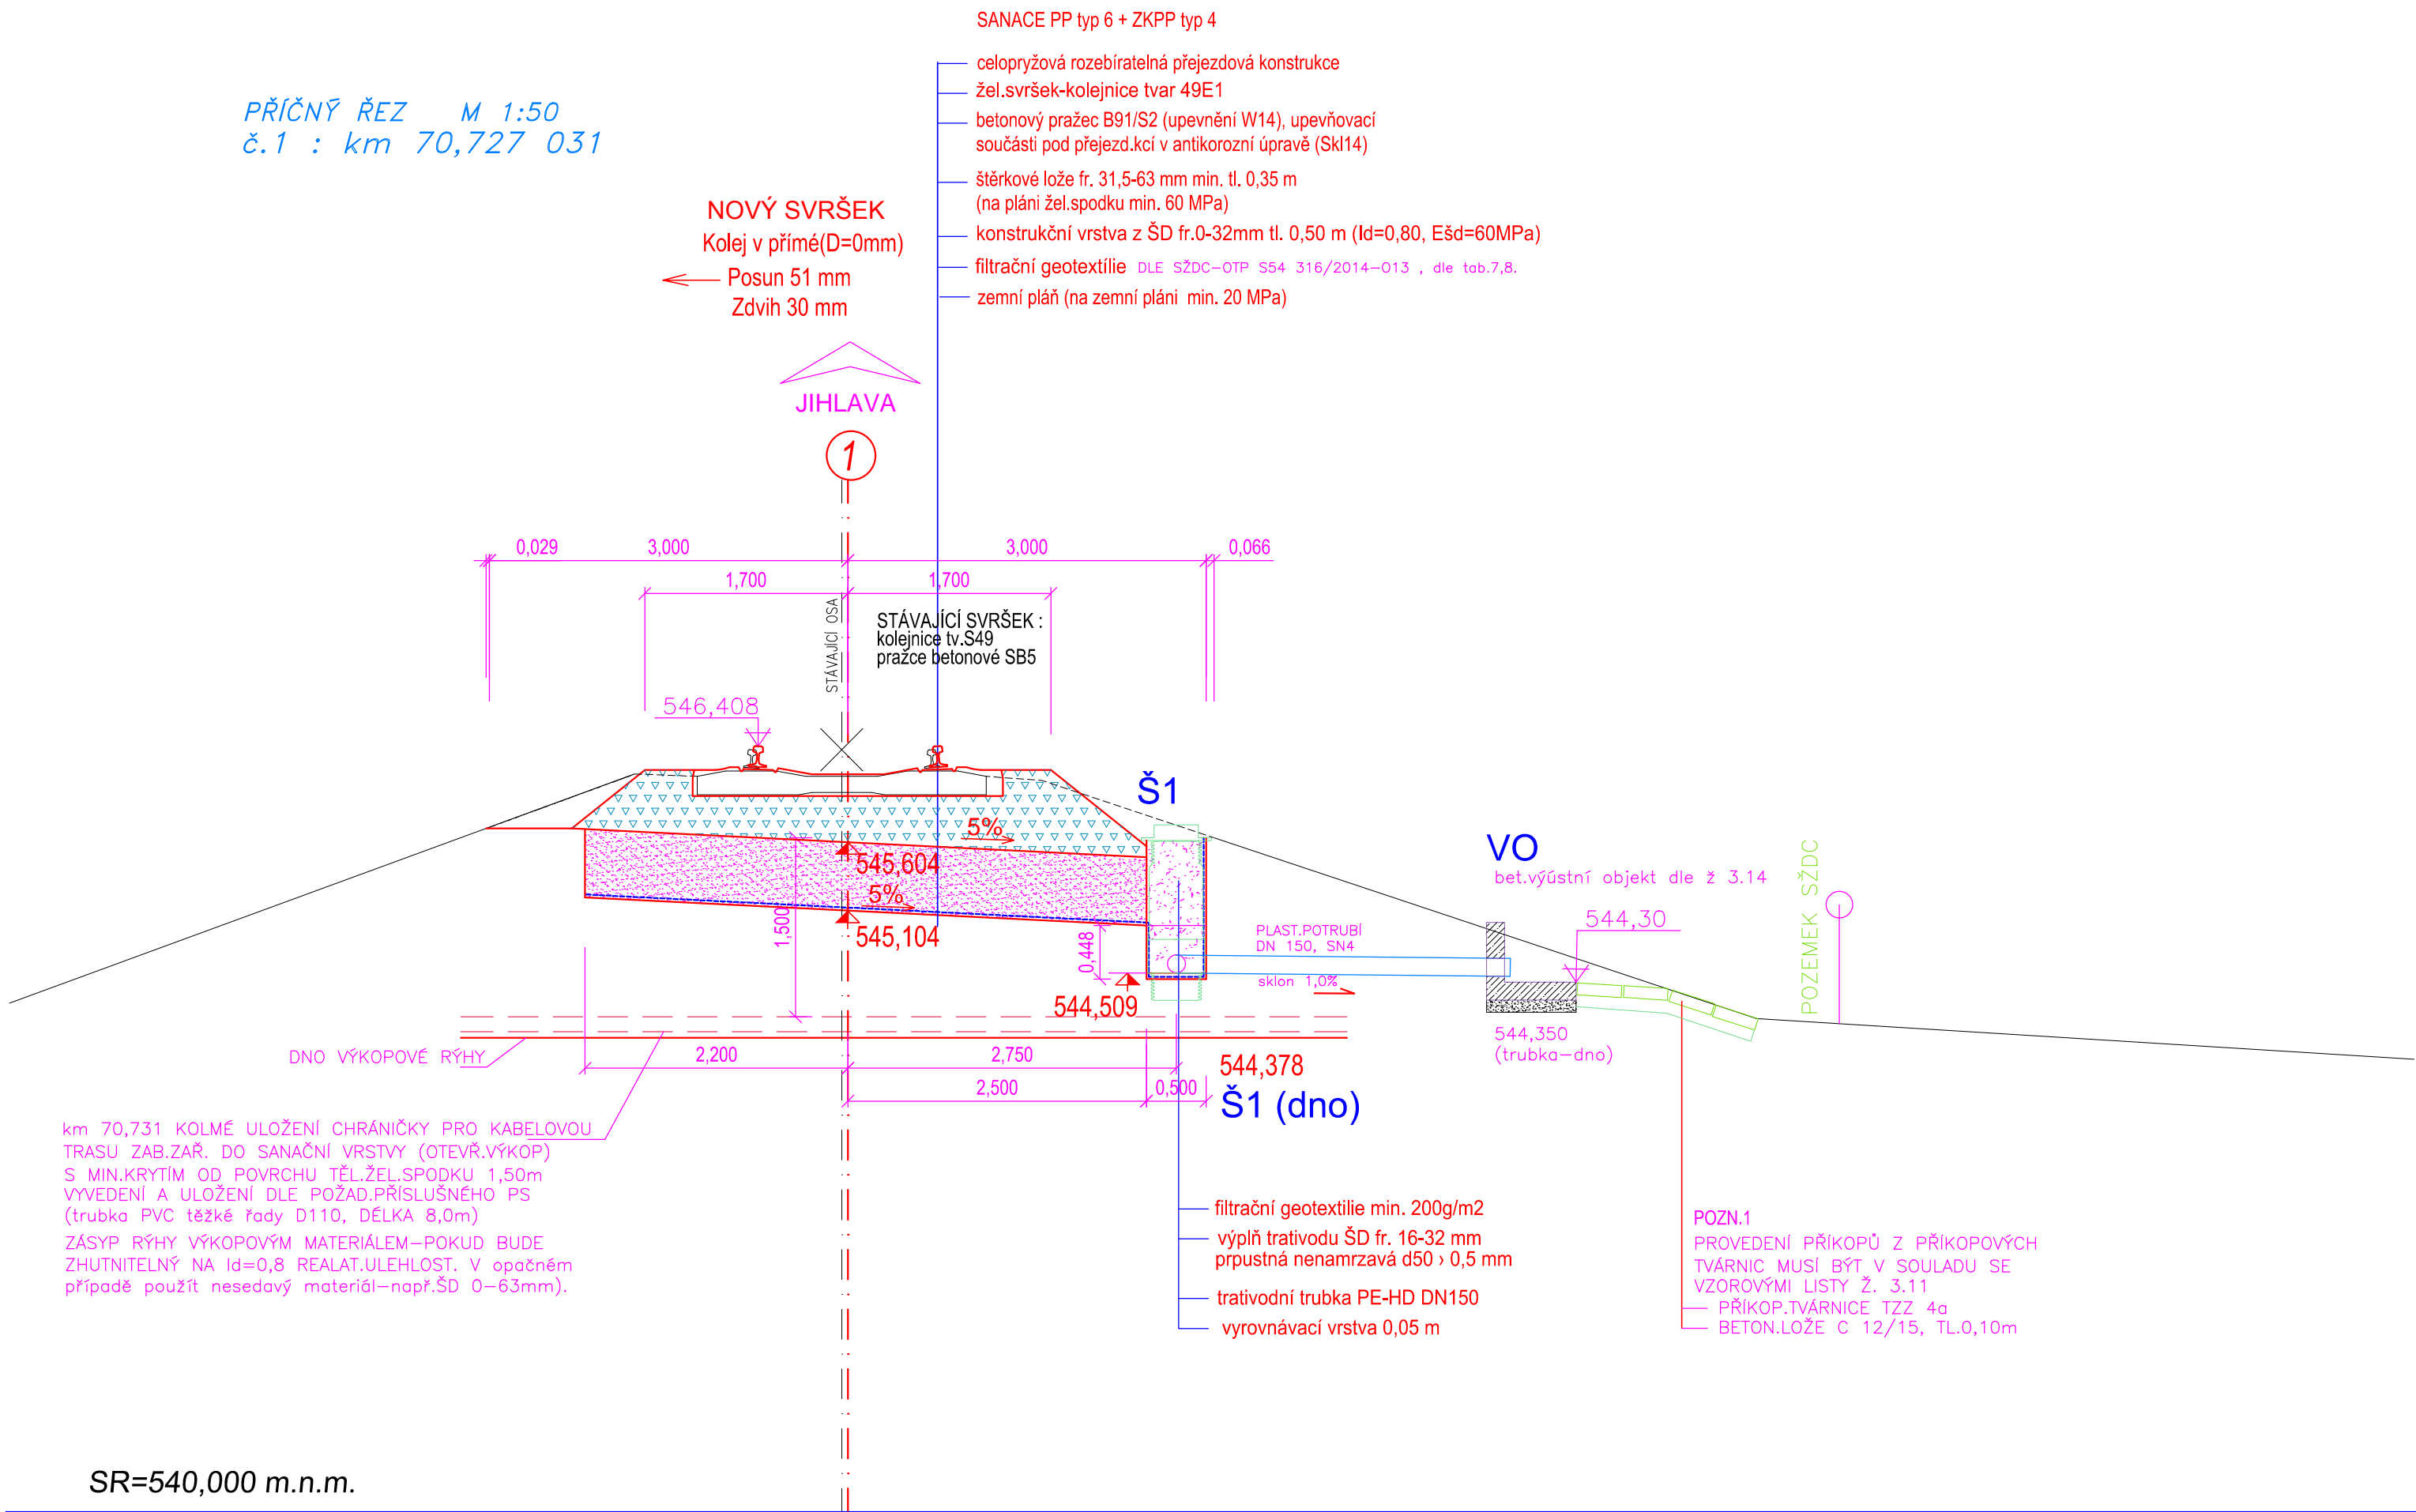 SANACE PP typ 6 + ZKPP typ 4
celopryžová rozebíratelná přejezdová konstrukce
žel.svršek-kolejnice tvar 49E1
betonový pražec B91/S2 (upevnění W14), upevňovací
součásti pod přejezd.kcí v antikorozní úpravě (Skl14)
štěrkové lože fr. 31,5-63 mm min. tl. 0,35 m
(na pláni žel.spodku min. 60 MPa)
konstrukční vrstva z ŠD fr.0-32mm tl. 0,50 m (Id=0,80, Ešd=60MPa)
filtrační geotextílie DLE SŽDC-OTP S54 316/2014-013 , dle tab.7,8.
zemní pláň (na zemní pláni min. 20 MPa)
PŘÍČNÝ ŘEZ M 1:50
č.1 : km 70,727 031
NOVÝ SVRŠEK
Kolej v přímé(D=0mm)
Posun 51 mm
Zdvih 30 mm
JIHLAVA
1
0,029 3,000 3,000 0,066
1,700 1,700
STÁVAJÍCÍ OSA
STÁVAJÍCÍ SVRŠEK :
kolejnice tv.S49
pražce betonové SB5
546,408
Š1
5%
545,604
5%
545,104
1,500
0,448
544,509
PLAST.POTRUBÍ
DN 150, SN4
sklon 1,0%
VO
bet.výústní objekt dle ž 3.14
544,30
544,350
(trubka-dno)
POZEMEK SŽDC
DNO VÝKOPOVÉ RÝHY
2,200 2,750
2,500 0,500
544,378
Š1 (dno)
km 70,731 KOLMÉ ULOŽENÍ CHRÁNIČKY PRO KABELOVOU
TRASU ZAB.ZAŘ. DO SANAČNÍ VRSTVY (OTEVŘ.VÝKOP)
S MIN.KRYTÍM OD POVRCHU TĚL.ŽEL.SPODKU 1,50m
VYVEDENÍ A ULOŽENÍ DLE POŽAD.PŘÍSLUŠNÉHO PS
(trubka PVC těžké řady D110, DÉLKA 8,0m)
ZÁSYP RÝHY VÝKOPOVÝM MATERIÁLEM-POKUD BUDE
ZHUTNITELNÝ NA Id=0,8 REALAT.ULEHLOST. V opačném
případě použít nesedavý materiál-např.ŠD 0-63mm).
filtrační geotextilie min. 200g/m2
výplň trativodu ŠD fr. 16-32 mm
prpustná nenamrzavá d50 › 0,5 mm
trativodní trubka PE-HD DN150
vyrovnávací vrstva 0,05 m
POZN.1
PROVEDENÍ PŘÍKOPŮ Z PŘÍKOPOVÝCH
TVÁRNIC MUSÍ BÝT V SOULADU SE
VZOROVÝMI LISTY Ž. 3.11
PŘÍKOP.TVÁRNICE TZZ 4a
BETON.LOŽE C 12/15, TL.0,10m
SR=540,000 m.n.m.